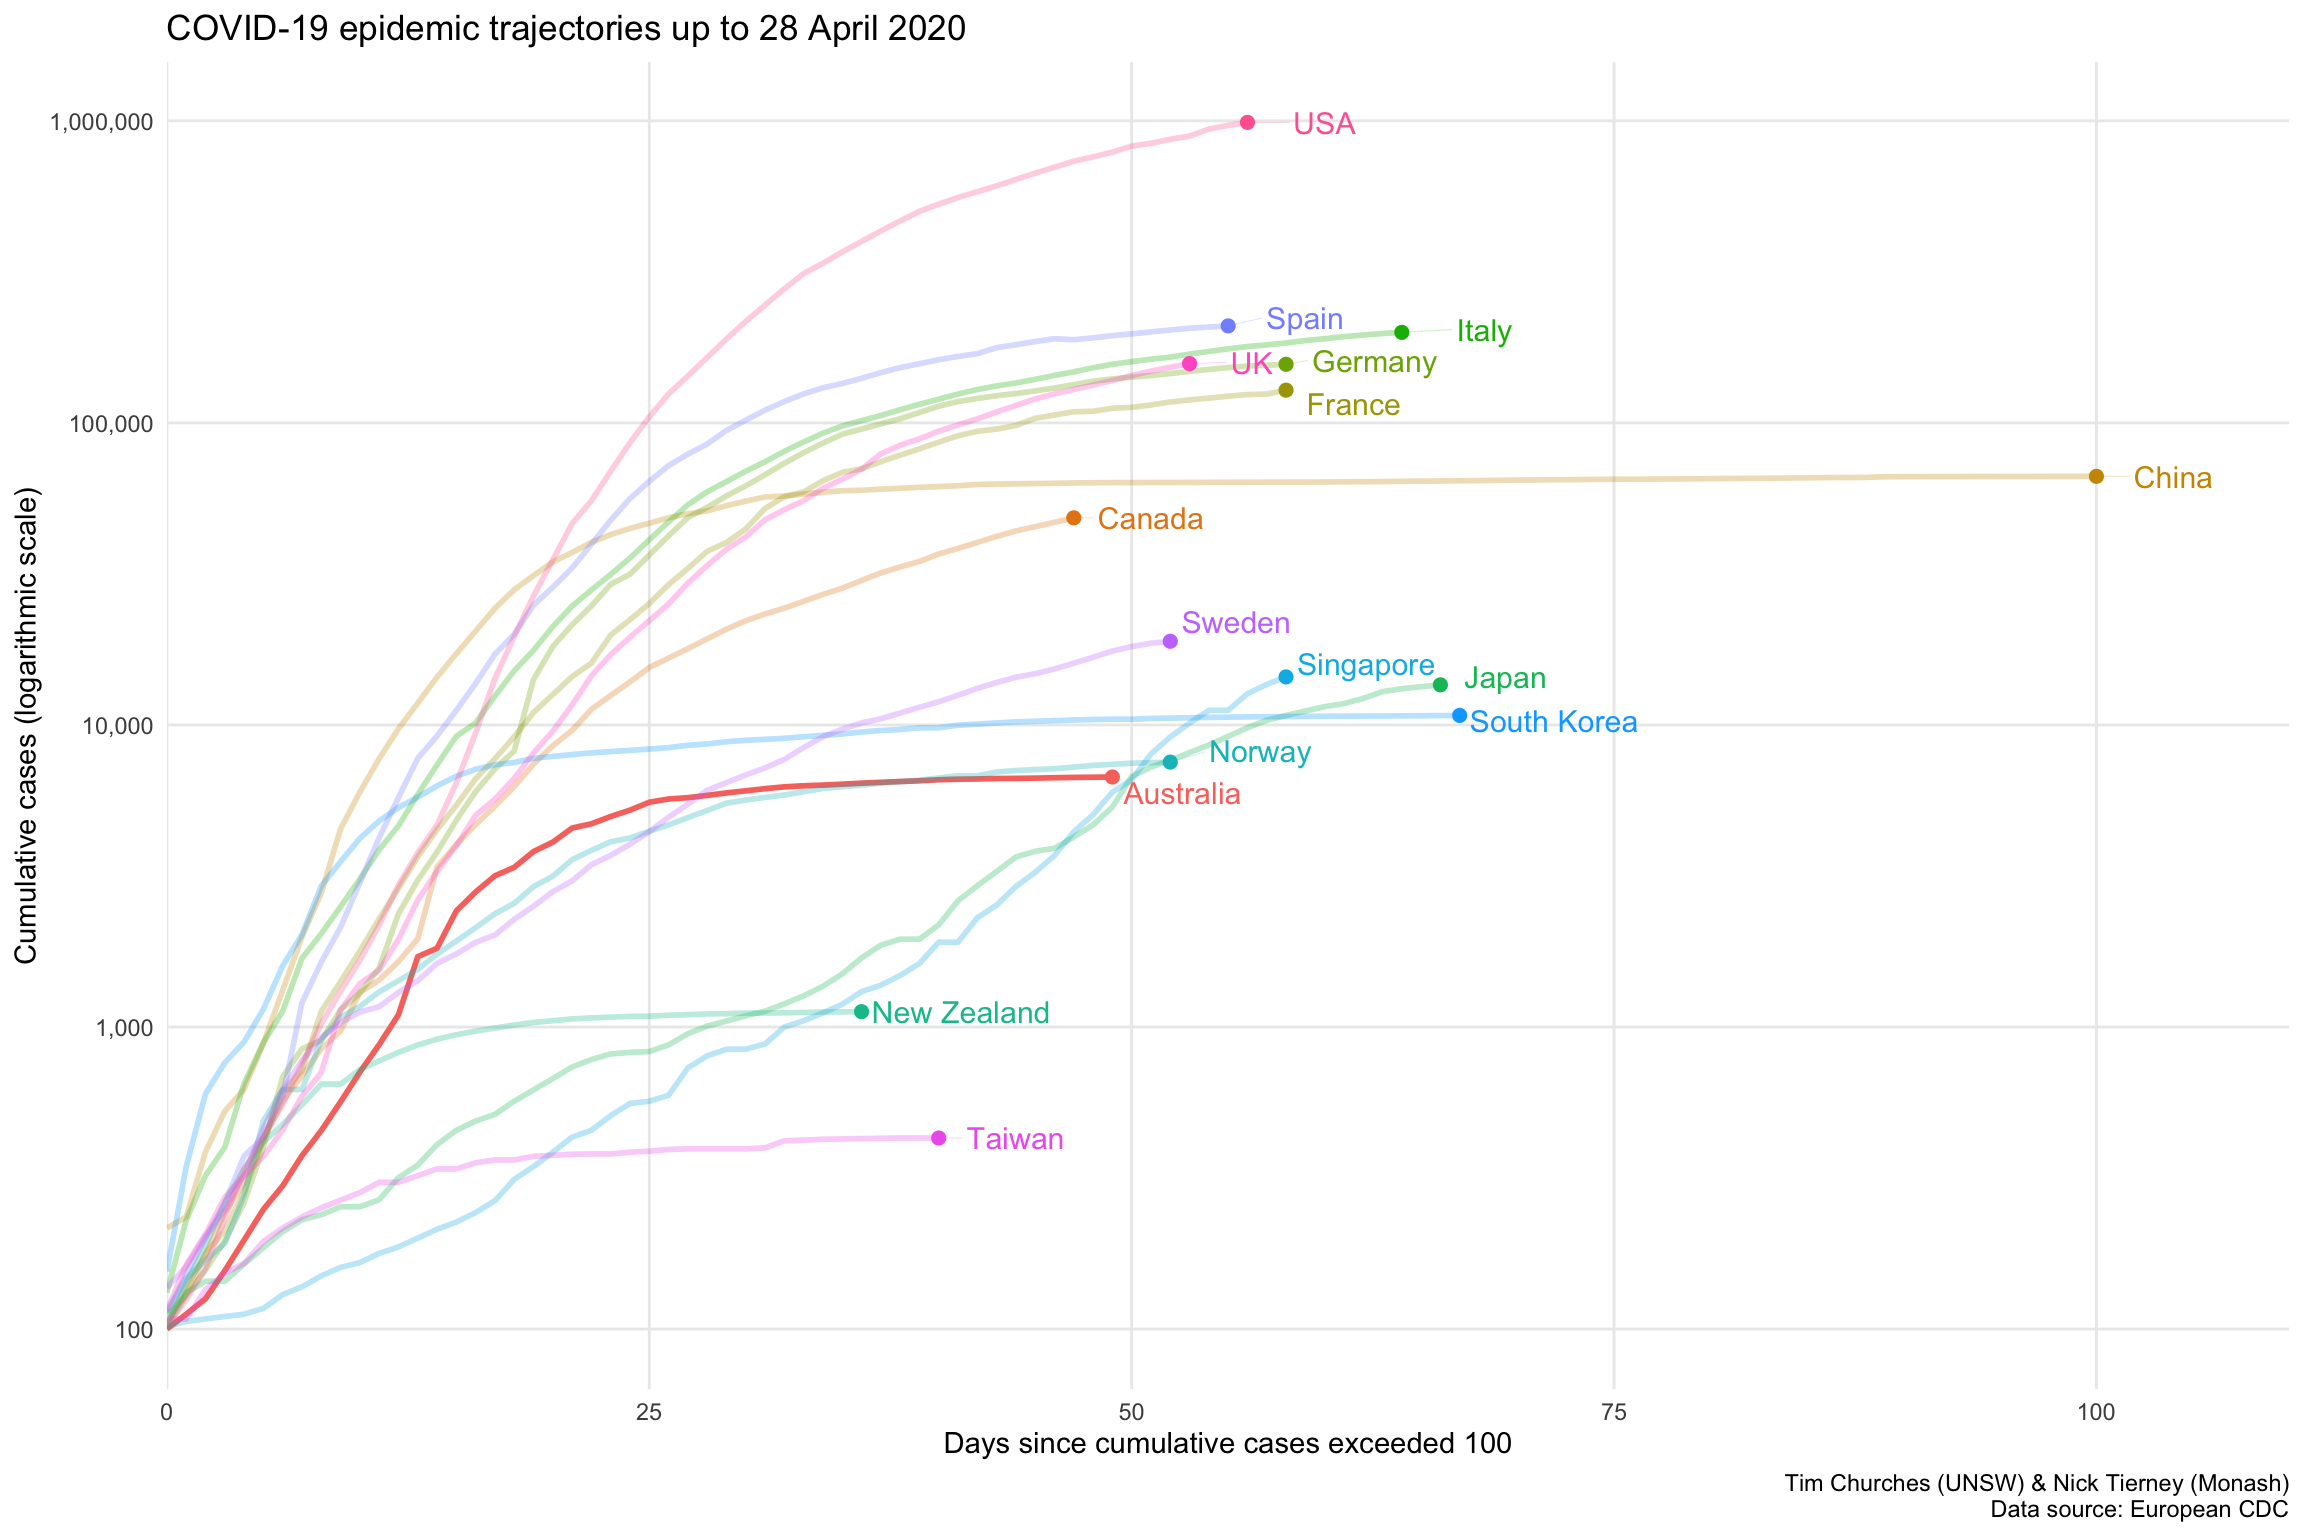 COVID-19 epidemic trajectories up to 28 April 2020
1,000,000
USA
Spain
Italy
UK
Germany
France
100,000
China
Canada
Sweden
Singapore
Japan
10,000
South Korea
Norway
Australia
New Zealand
1,000
Taiwan
100
Cumulative cases (logarithmic scale)
0 25 50 75 100
Days since cumulative cases exceeded 100
Tim Churches (UNSW) & Nick Tierney (Monash)
Data source: European CDC